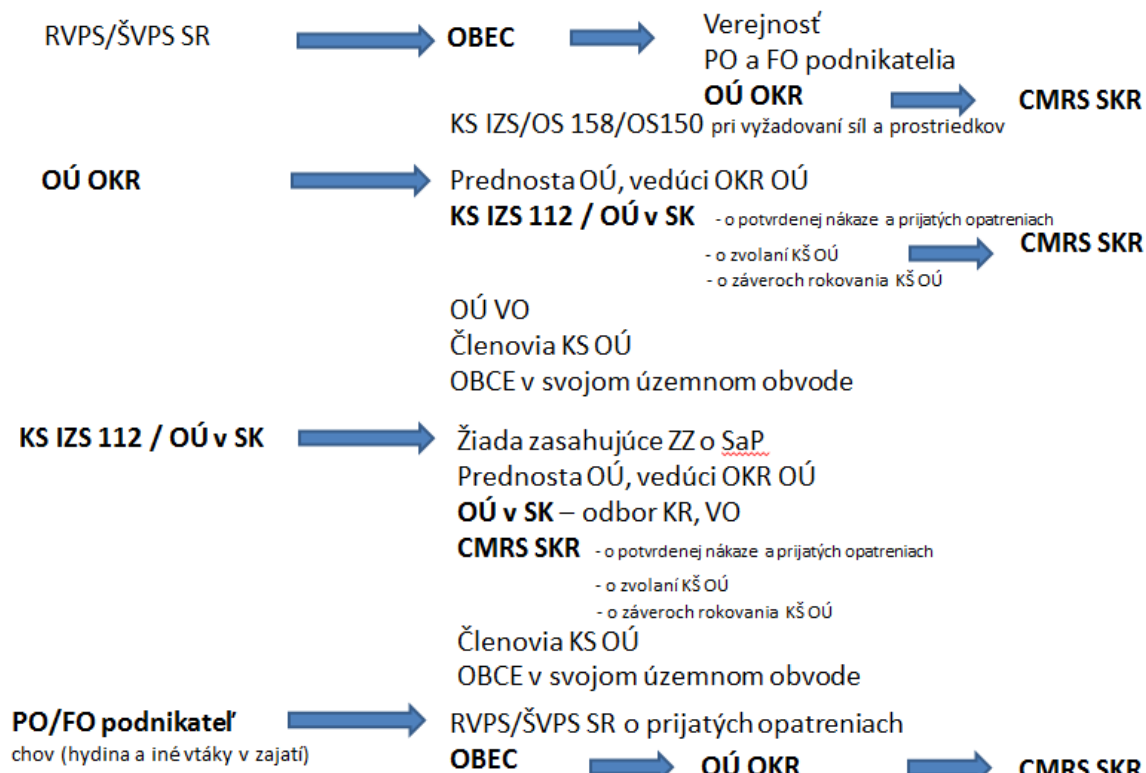 RVPS/ŠVPS SR OBEC Verejnosť
PO a FO podnikatelia
OÚ OKR CMRS SKR
KS IZS/OS 158/OS150 pri vyžadovaní síl a prostriedkov
OÚ OKR Prednosta OÚ, vedúci OKR OÚ
KS IZS 112 / OÚ v SK - o potvrdenej nákaze a prijatých opatreniach
- o zvolaní KŠ OÚ CMRS SKR
- o záveroch rokovania KŠ OÚ
OÚ VO
Členovia KS OÚ
OBCE v svojom územnom obvode
KS IZS 112 / OÚ v SK Žiada zasahujúce ZZ o SaP
Prednosta OÚ, vedúci OKR OÚ
OÚ v SK – odbor KR, VO
CMRS SKR - o potvrdenej nákaze a prijatých opatreniach
- o zvolaní KŠ OÚ
- o záveroch rokovania KŠ OÚ
Členovia KS OÚ
OBCE v svojom územnom obvode
PO/FO podnikateľ RVPS/ŠVPS SR o prijatých opatreniach
chov (hydina a iné vtáky v zajatí)
OBEC OÚ OKR CMRS SKR